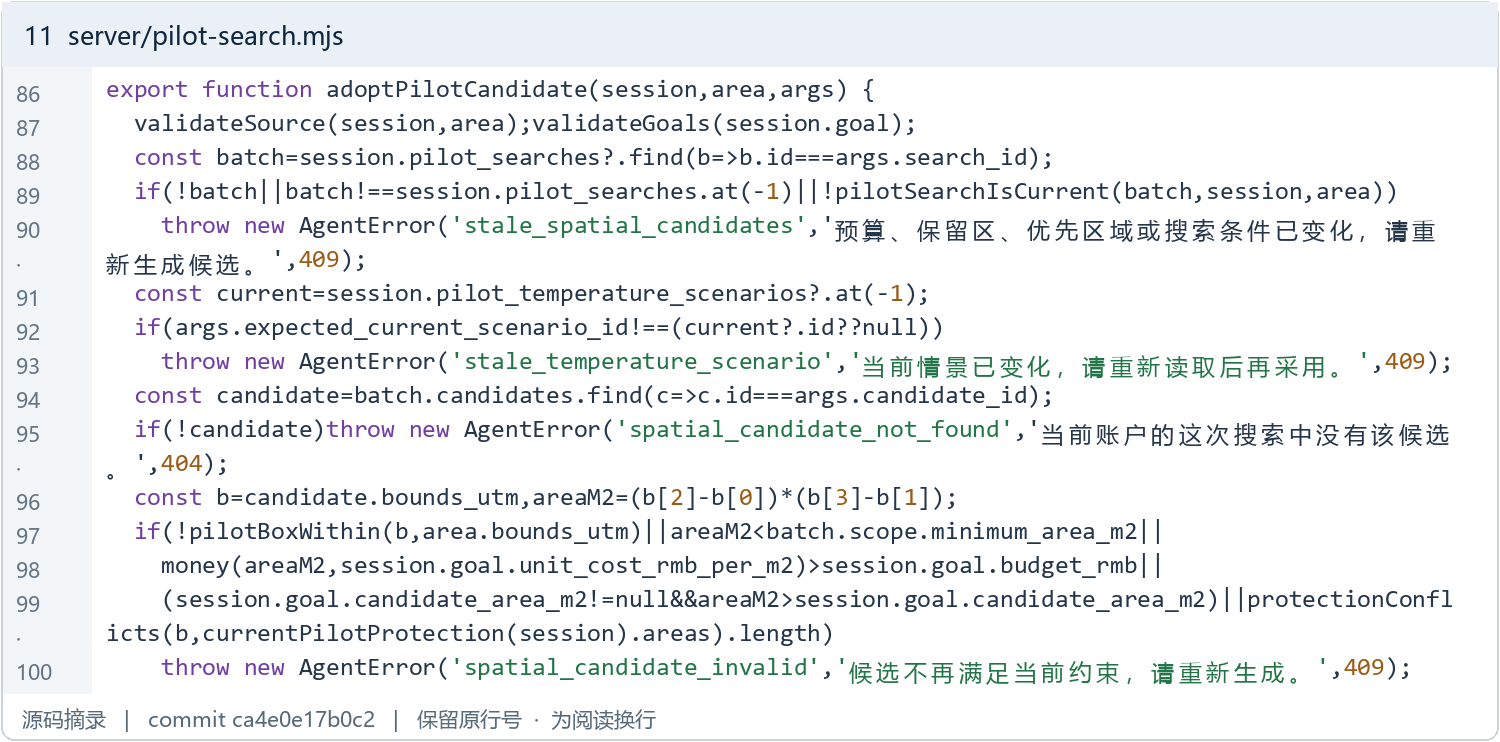 11 server/pilot-search.mjs
86 export function adoptPilotCandidate(session,area,args) {
87 validateSource(session,area);validateGoals(session.goal);
88 const batch=session.pilot_searches?.find(b=>b.id===args.search_id);
89 if(!batch||batch!==session.pilot_searches.at(-1)||!pilotSearchIsCurrent(batch,session,area))
90 throw new AgentError('stale_spatial_candidates','预算、保留区、优先区域或搜索条件已变化，请重
· 新生成候选。',409);
91 const current=session.pilot_temperature_scenarios?.at(-1);
92 if(args.expected_current_scenario_id!==(current?.id??null))
93 throw new AgentError('stale_temperature_scenario','当前情景已变化，请重新读取后再采用。',409);
94 const candidate=batch.candidates.find(c=>c.id===args.candidate_id);
95 if(!candidate)throw new AgentError('spatial_candidate_not_found','当前账户的这次搜索中没有该候选
· 。',404);
96 const b=candidate.bounds_utm,areaM2=(b[2]-b[0])*(b[3]-b[1]);
97 if(!pilotBoxWithin(b,area.bounds_utm)||areaM2<batch.scope.minimum_area_m2||
98 money(areaM2,session.goal.unit_cost_rmb_per_m2)>session.goal.budget_rmb||
99 (session.goal.candidate_area_m2!=null&&areaM2>session.goal.candidate_area_m2)||protectionConfl
· icts(b,currentPilotProtection(session).areas).length)
100 throw new AgentError('spatial_candidate_invalid','候选不再满足当前约束，请重新生成。',409);
源码摘录 | commit ca4e0e17b0c2 | 保留原行号 · 为阅读换行